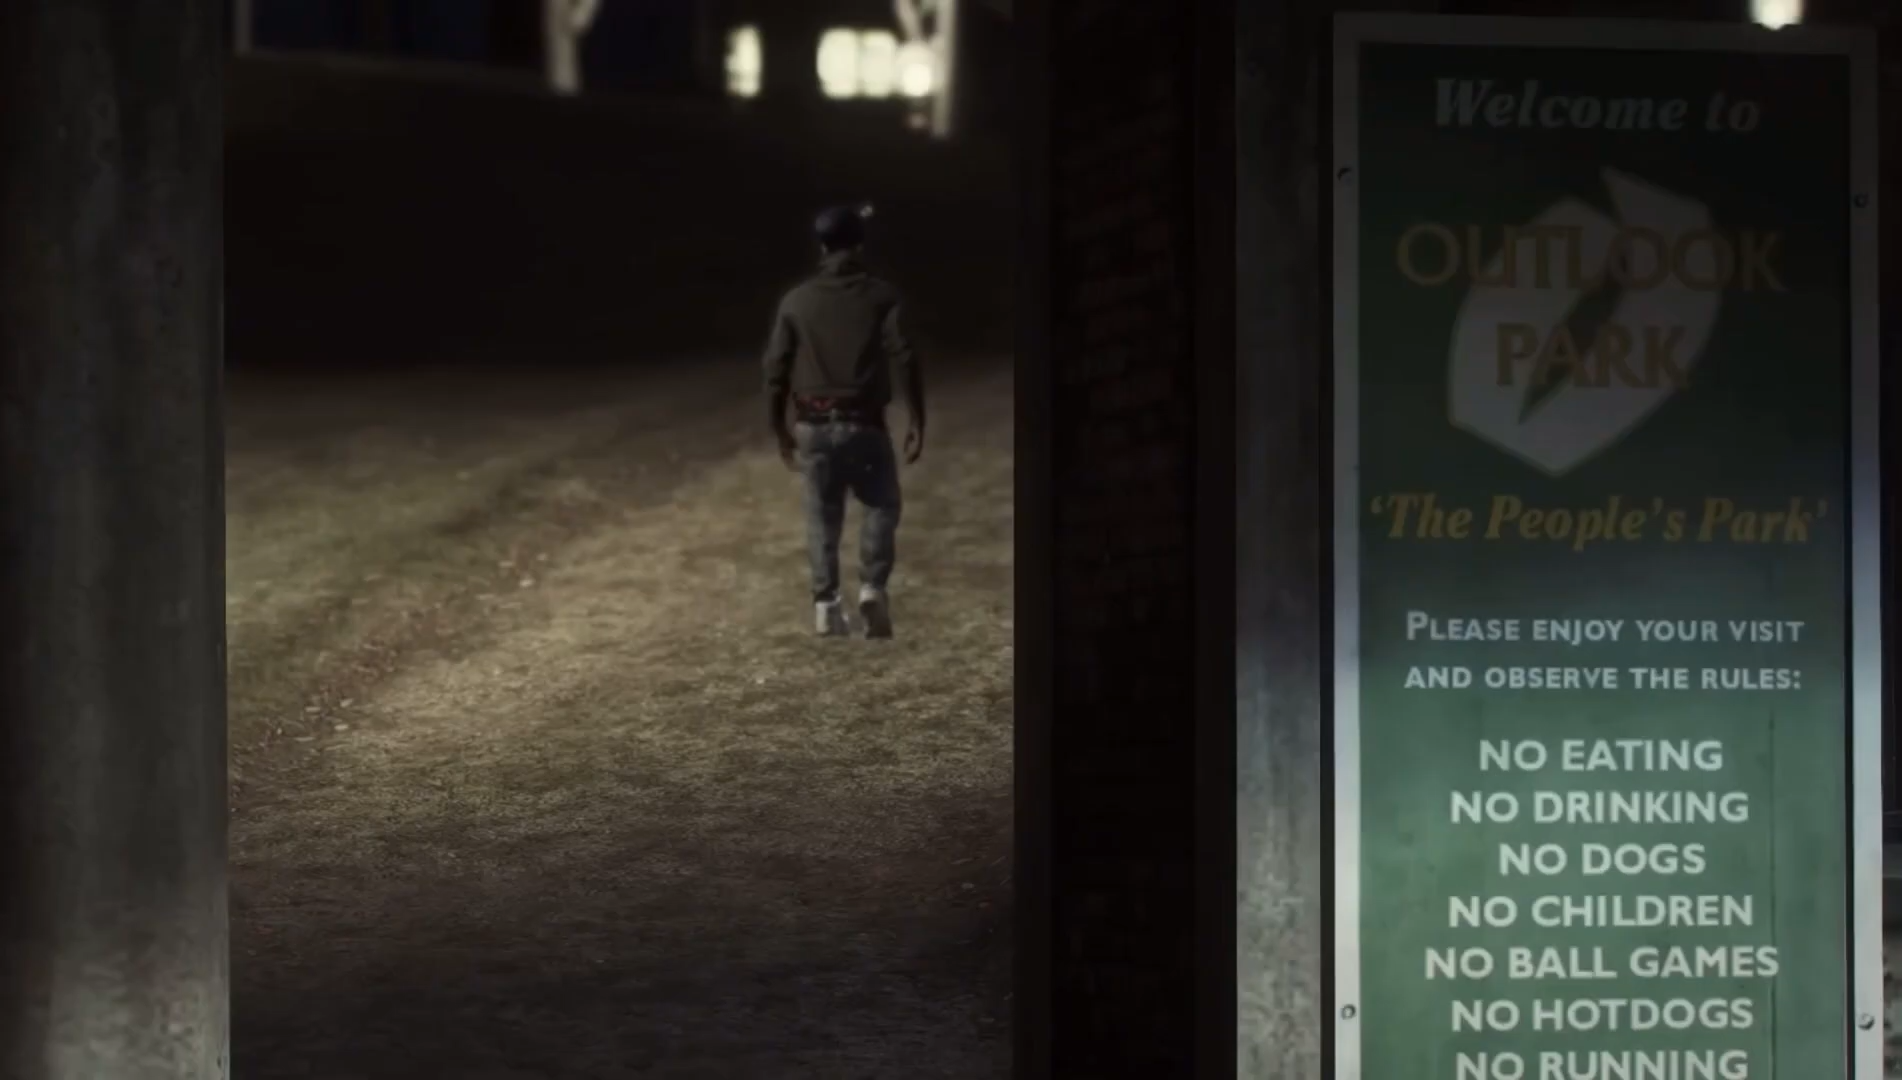 Welcome to
OUTLOOK
PARK
'The People's Park'
PLEASE ENJOY YOUR VISIT
AND OBSERVE THE RULES:
NO EATING
NO DRINKING
NO DOGS
NO CHILDREN
NO BALL GAMES
NO HOTDOGS
NO RUNNING